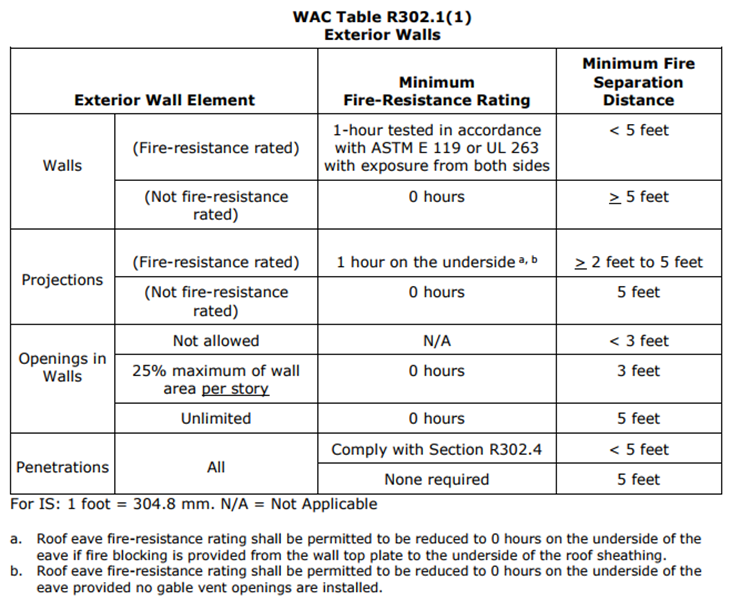 WAC Table R302.1(1)
Exterior Walls
Exterior Wall Element
Minimum
Fire-Resistance Rating
Minimum Fire
Separation
Distance
Walls
(Fire-resistance rated)
1-hour tested in accordance
with ASTM E 119 or UL 263
with exposure from both sides
< 5 feet
(Not fire-resistance
rated)
0 hours
≥ 5 feet
Projections
(Fire-resistance rated)
1 hour on the underside a, b
≥ 2 feet to 5 feet
(Not fire-resistance
rated)
0 hours
5 feet
Openings in
Walls
Not allowed
N/A
< 3 feet
25% maximum of wall
area per story
0 hours
3 feet
Unlimited
0 hours
5 feet
Penetrations
All
Comply with Section R302.4
< 5 feet
None required
5 feet
For IS: 1 foot = 304.8 mm. N/A = Not Applicable
a. Roof eave fire-resistance rating shall be permitted to be reduced to 0 hours on the underside of the
eave if fire blocking is provided from the wall top plate to the underside of the roof sheathing.
b. Roof eave fire-resistance rating shall be permitted to be reduced to 0 hours on the underside of the
eave provided no gable vent openings are installed.